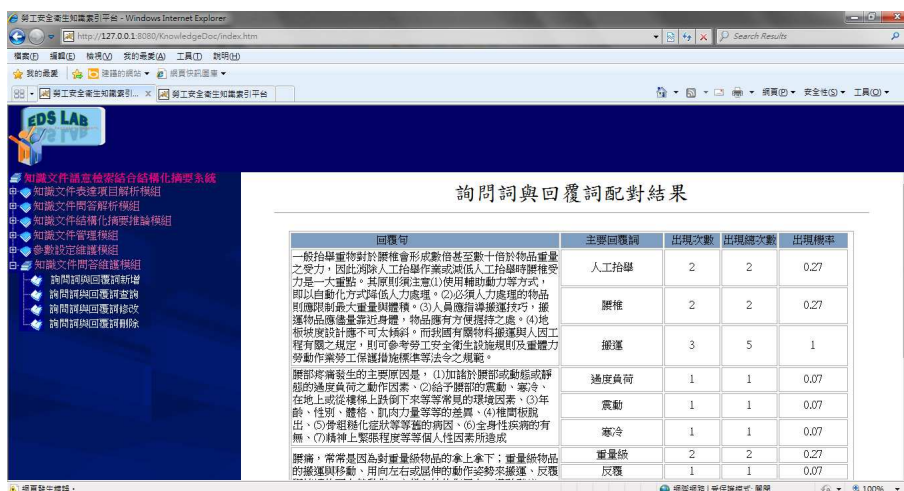 勞工安全衛生知識索引平台 - Windows Internet Explorer
http://127.0.0.1:8080/KnowledgeDoc/index.htm
Search Results
檔案(F) 編輯(E) 檢視(V) 我的最愛(A) 工具(T) 說明(H)
我的最愛 建議的網站 網頁快訊圖庫
勞工安全衛生知識索引... 勞工安全衛生知識索引平台
網頁(P) 安全性(S) 工具(O)
EDS LAB
知識文件語意檢索結合結構化摘要系統
知識文件表達項目解析模組
知識文件問答解析模組
知識文件結構化摘要推論模組
知識文件管理模組
參數設定維護模組
知識文件問答維護模組
詢問詞與回覆詞新增
詢問詞與回覆詞查詢
詢問詞與回覆詞修改
詢問詞與回覆詞刪除
詢問詞與回覆詞配對結果
回覆句 主要回覆詞 出現次數 出現總次數 出現機率
一般抬舉重物對於腰椎會形成數倍甚至數十倍於物品重量
之受力，因此消除人工抬舉作業或減低人工抬舉時腰椎受
力是一大重點。其原則須注意(1)使用輔助動力等方式，
即以自動化方式降低人力處理。(2)必須人力處理的物品
則應限制最大重量與體積。(3)人員應指導搬運技巧，搬
運物品應儘量靠近身體，物品應有方便握持之處。(4)地
板坡度設計應不可太傾斜。而我國有關物料搬運與人因工
程有關之規定，則可參考勞工安全衛生設施規則及重體力
勞動作業勞工保護措施標準等法令之規範。
人工抬舉 2 2 0.27
腰椎 2 2 0.27
搬運 3 5 1
腰部疼痛發生的主要原因是，(1)加諸於腰部或動態或靜
態的過度負荷之動作因素、(2)給予腰部的震動、寒冷、
在地上或從樓梯上跌倒下來等等常見的環境因素、(3)年
齡、性別、體格、肌肉力量等等的差異、(4)椎間板脫
出、(5)骨粗糙化症狀等等舊的病因、(6)全身性疾病的有
無、(7)精神上緊張程度等等個人性因素所造成
過度負荷 1 1 0.07
震動 1 1 0.07
寒冷 1 1 0.07
腰痛，常常是因為對重量級物品的拿上拿下；重量級物品
的搬運與移動、用向左右或屈伸的動作姿勢來搬運、反覆
重量級 2 2 0.27
反覆 1 1 0.07
網頁發生錯誤。
100%